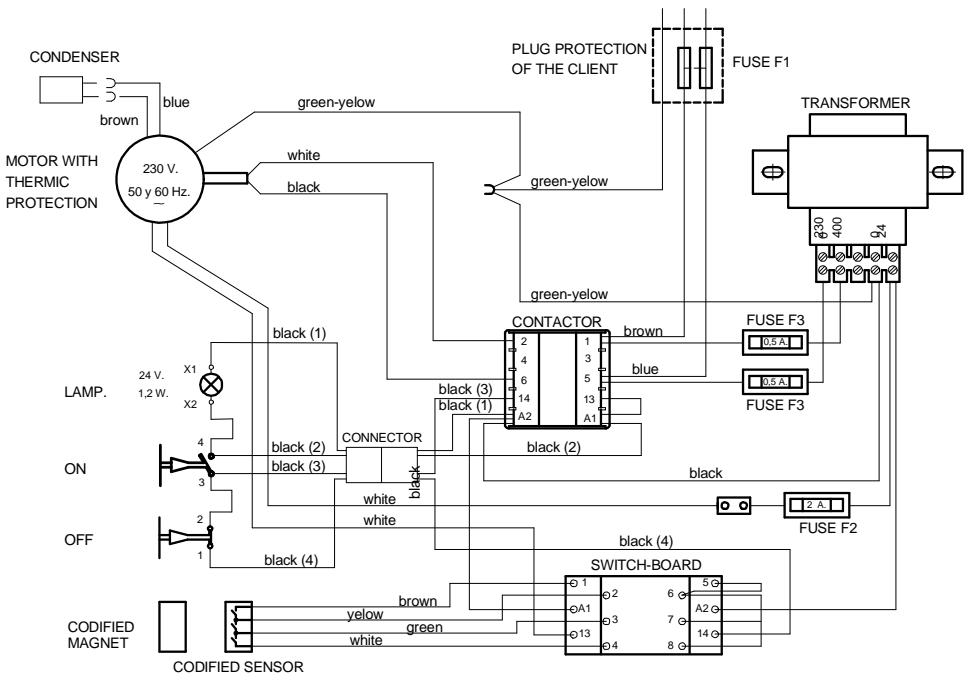 CONDENSER
blue
brown
MOTOR WITH
THERMIC
PROTECTION
230 V.
50 y 60 Hz.
~
green-yelow
white
black
PLUG PROTECTION
OF THE CLIENT
FUSE F1
green-yelow
TRANSFORMER
230
0
400
0
24
green-yelow
CONTACTOR
2
4
6
14
A2
1
3
5
13
A1
brown
blue
FUSE F3
0,5 A.
0,5 A.
FUSE F3
black (1)
LAMP.
24 V.
1,2 W.
X1
X2
black (3)
black (1)
CONNECTOR
black (2)
black (3)
black
black (2)
black
ON
4
3
white
white
2 A.
FUSE F2
OFF
2
1
black (4)
black (4)
SWITCH-BOARD
1
A1
13
2
3
4
6
7
8
5
A2
14
CODIFIED
MAGNET
brown
yelow
green
white
CODIFIED SENSOR